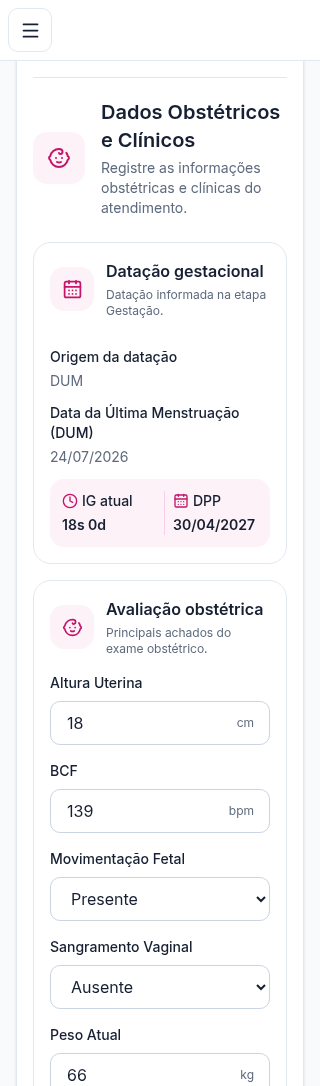 Dados Obstétricos
e Clínicos
Registre as informações
obstétricas e clínicas do
atendimento.
Datação gestacional
Datação informada na etapa
Gestação.
Origem da datação
DUM
Data da Última Menstruação
(DUM)
24/07/2026
IG atual
18s 0d
DPP
30/04/2027
Avaliação obstétrica
Principais achados do
exame obstétrico.
Altura Uterina
18 cm
BCF
139 bpm
Movimentação Fetal
Presente
Sangramento Vaginal
Ausente
Peso Atual
66 kg